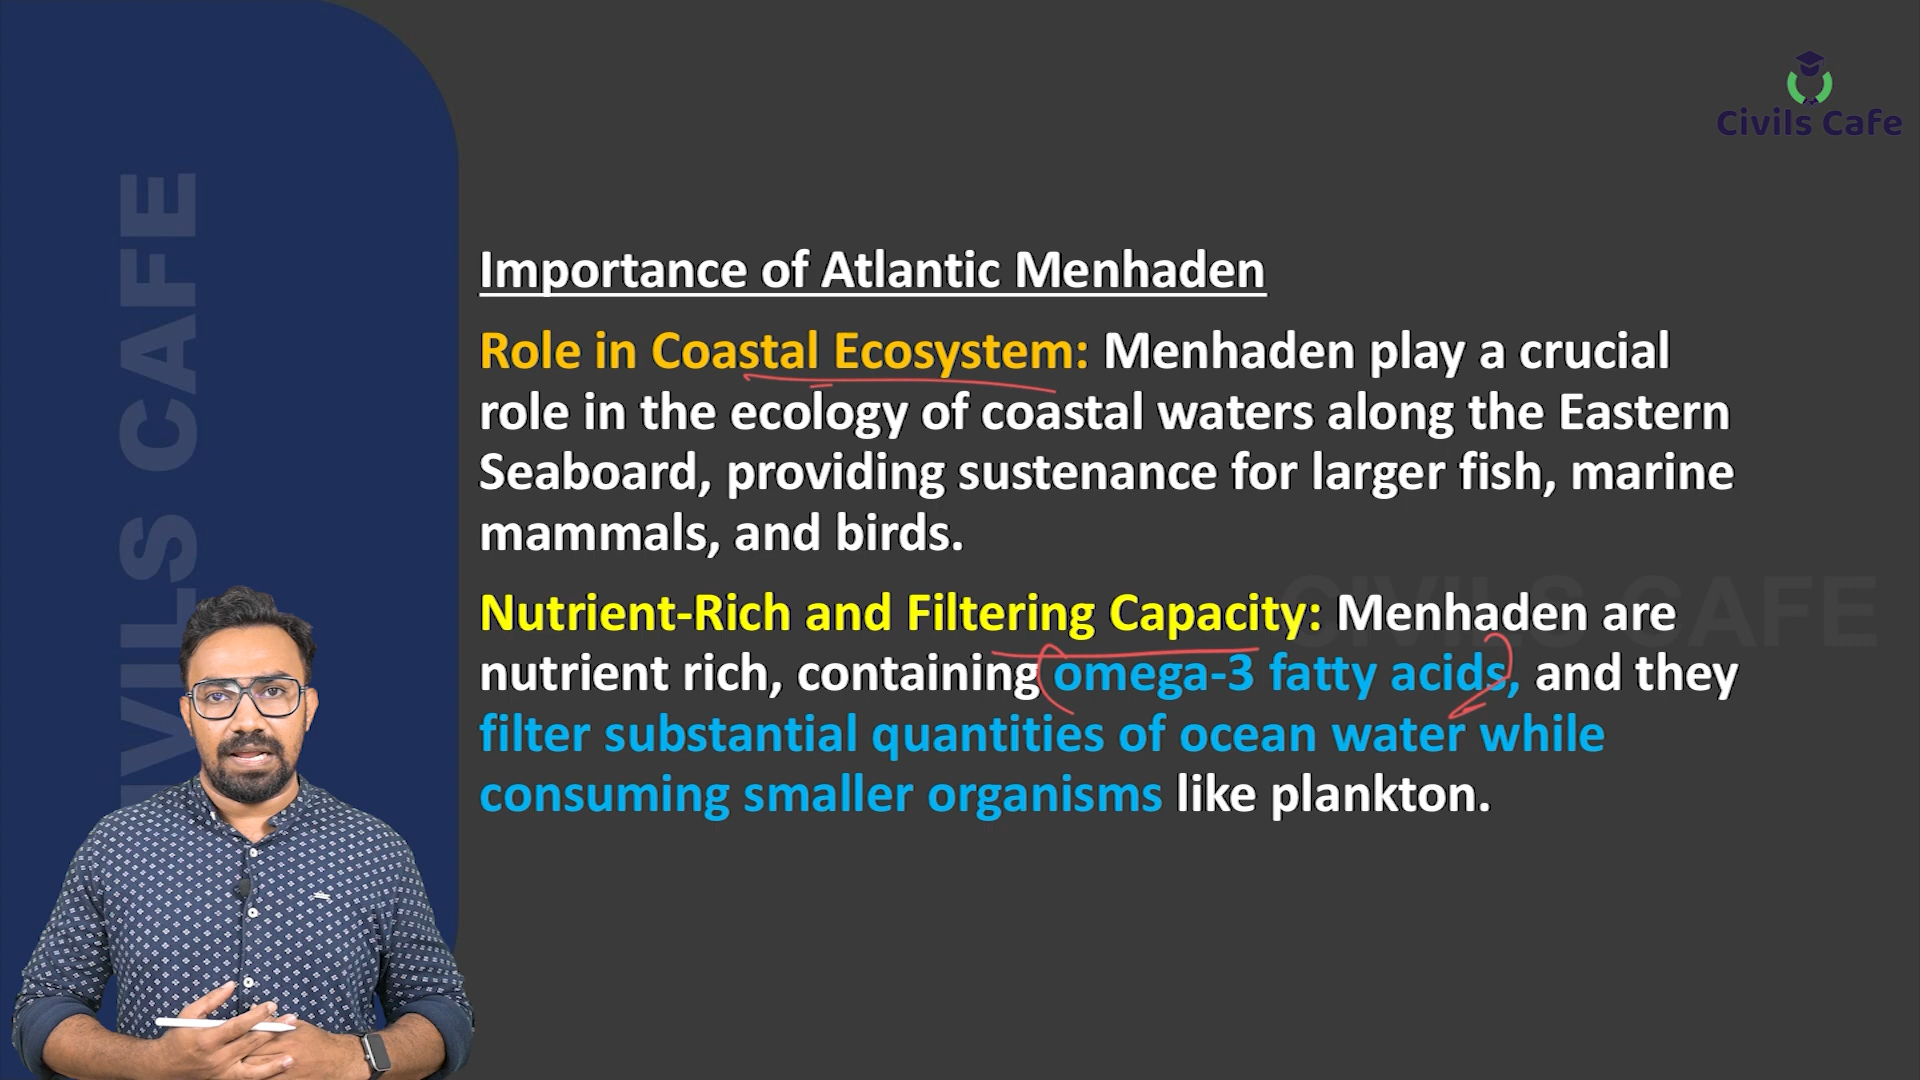 Civils Cafe
CIVILS CAFE
Importance of Atlantic Menhaden
Role in Coastal Ecosystem: Menhaden play a crucial
role in the ecology of coastal waters along the Eastern
Seaboard, providing sustenance for larger fish, marine
mammals, and birds.
Nutrient-Rich and Filtering Capacity: Menhaden are
nutrient rich, containing omega-3 fatty acids, and they
filter substantial quantities of ocean water while
consuming smaller organisms like plankton.
CIVILS CAFE